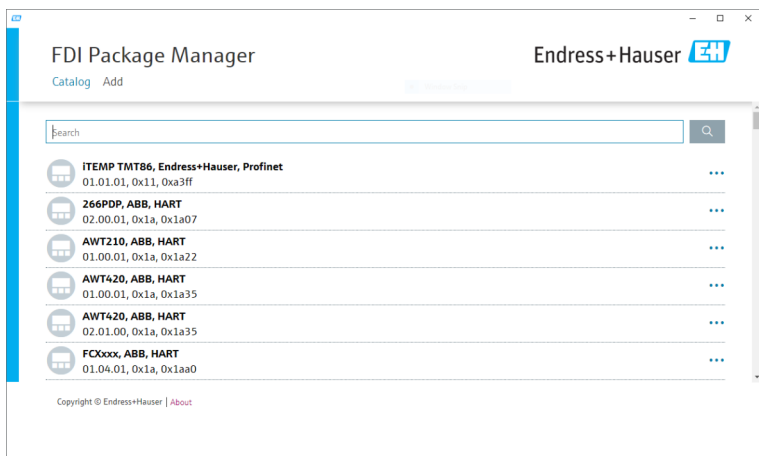 FDI Package Manager
Endress+Hauser EH
Catalog Add
Search
iTEMP TMT86, Endress+Hauser, Profinet
01.01.01, 0x11, 0xa3ff
266PDP, ABB, HART
02.00.01, 0x1a, 0x1a07
AWT210, ABB, HART
01.00.01, 0x1a, 0x1a22
AWT420, ABB, HART
01.00.01, 0x1a, 0x1a35
AWT420, ABB, HART
02.01.00, 0x1a, 0x1a35
FCXxxx, ABB, HART
01.04.01, 0x1a, 0x1aa0
Copyright © Endress+Hauser | About